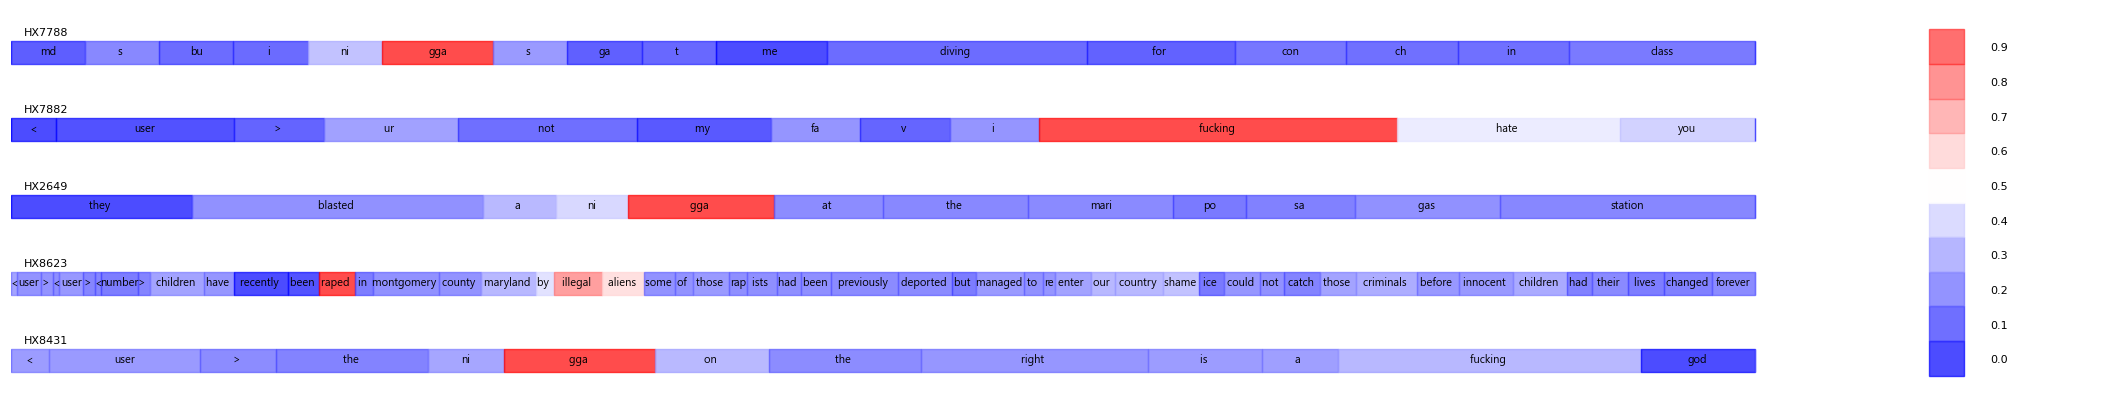 HX7788
md s bu i ni gga s ga t me diving for con ch in class
HX7882
< user > ur not my fa v i fucking hate you
HX2649
they blasted a ni gga at the mari po sa gas station
HX8623
< user > < user > < number > children have recently been raped in montgomery county maryland by illegal aliens some of those rap ists had been previously deported but managed to re enter our country shame ice could not catch those criminals before innocent children had their lives changed forever
HX8431
< user > the ni gga on the right is a fucking god
0.9
0.8
0.7
0.6
0.5
0.4
0.3
0.2
0.1
0.0